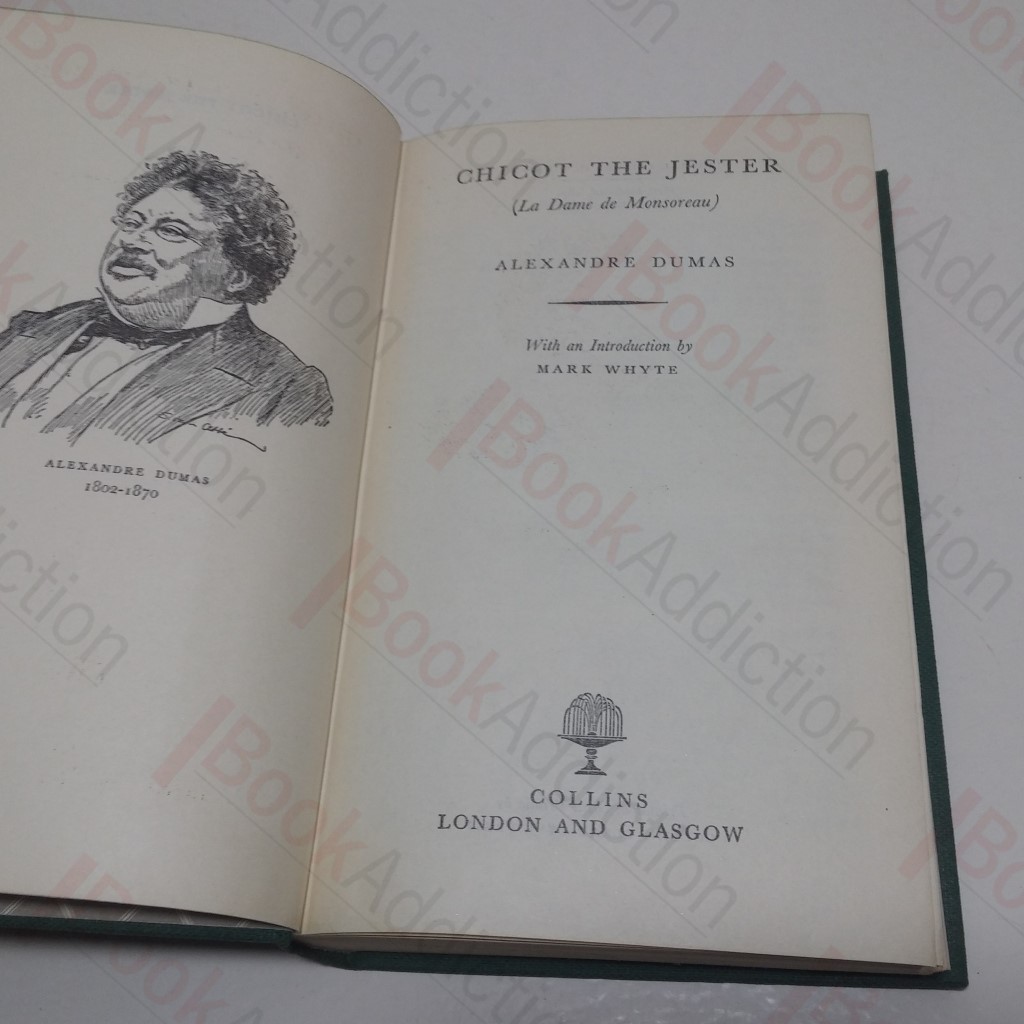 ALEXANDRE DUMAS
1802-1870
CHICOT THE JESTER
(La Dame de Monsoreau)
ALEXANDRE DUMAS
With an Introduction by
MARK WHYTE
COLLINS
LONDON AND GLASGOW
BookAddiction